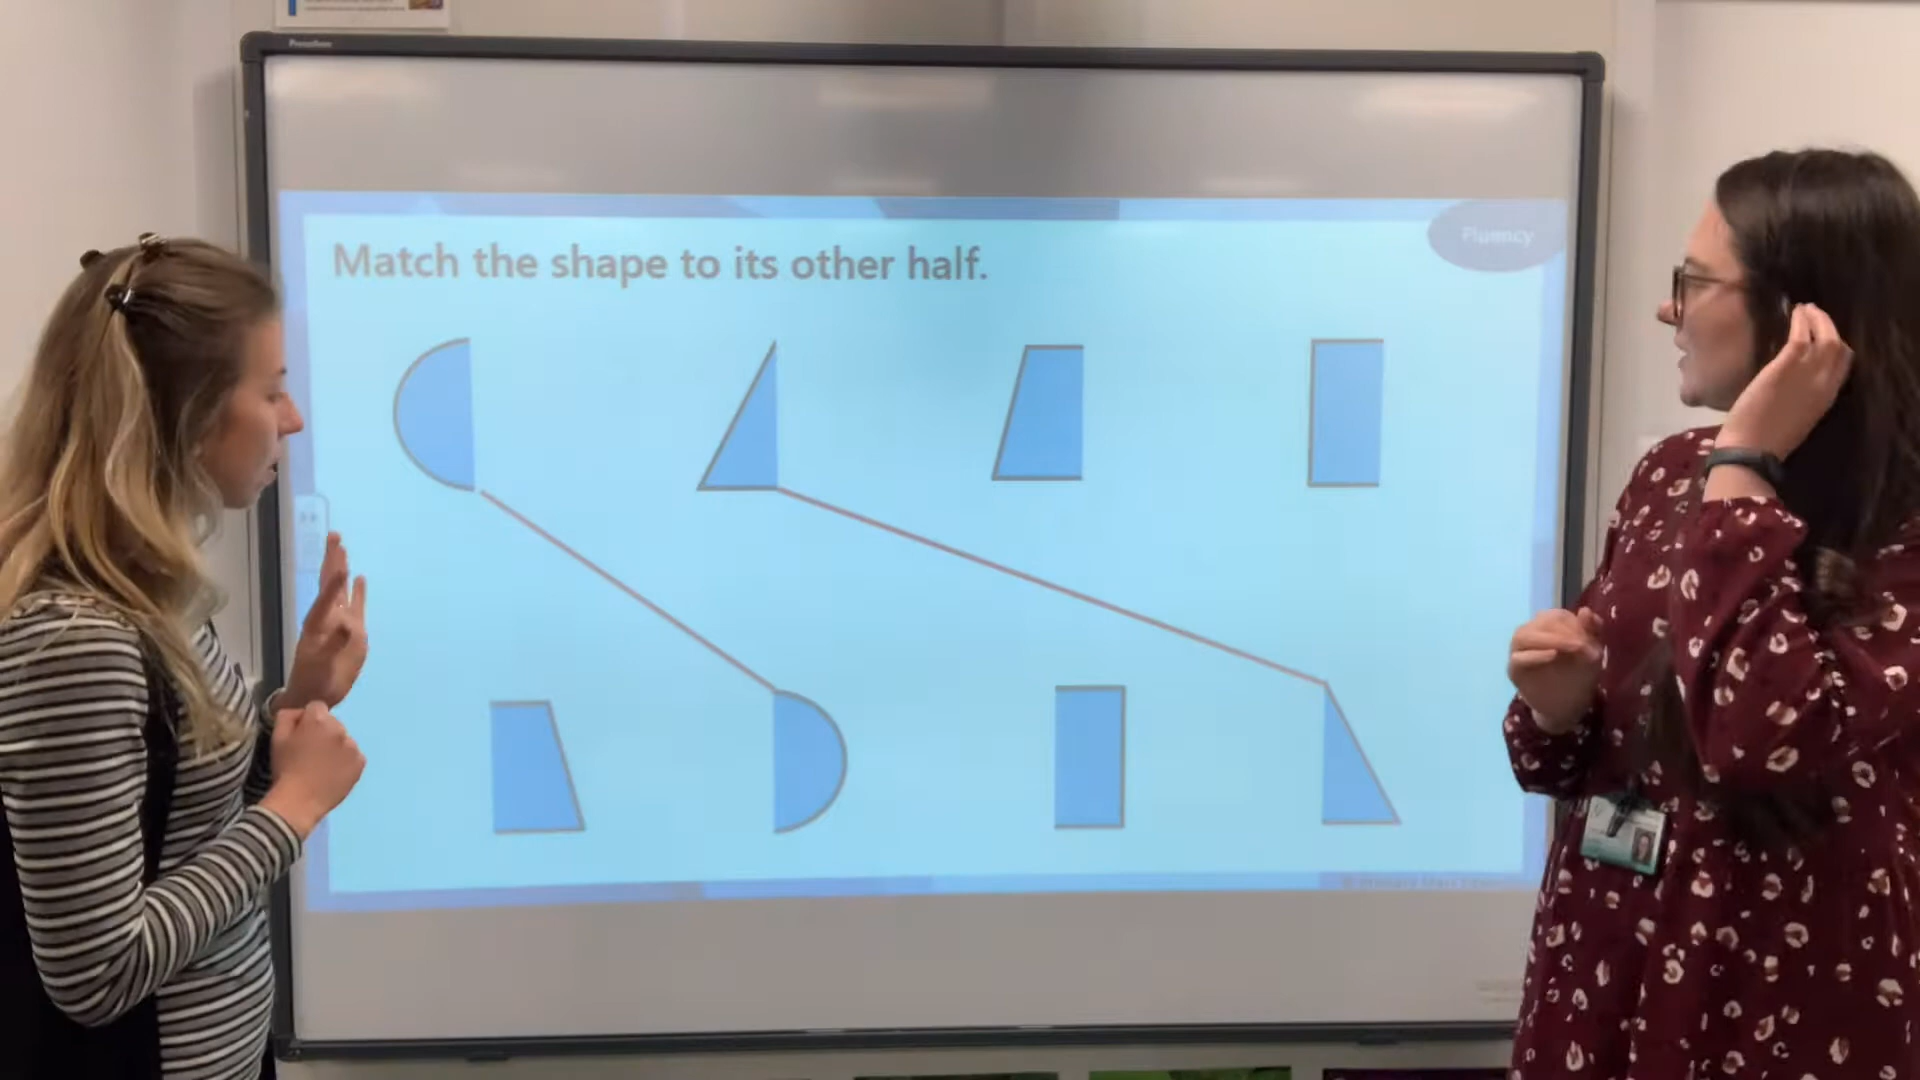 Match the shape to its other half.
Fluency